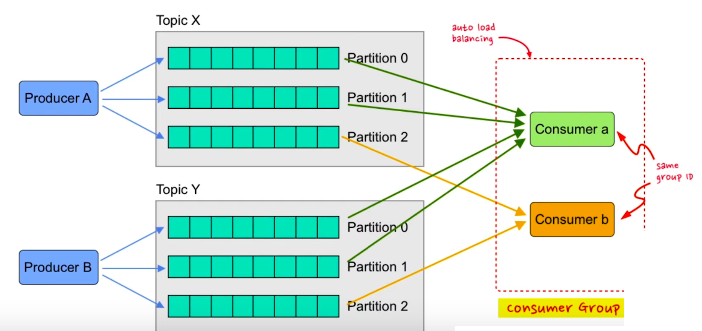 Topic X
Producer A
Partition 0
Partition 1
Partition 2
Topic Y
Producer B
Partition 0
Partition 1
Partition 2
auto load
balancing
Consumer a
Consumer b
same
group ID
consumer Group